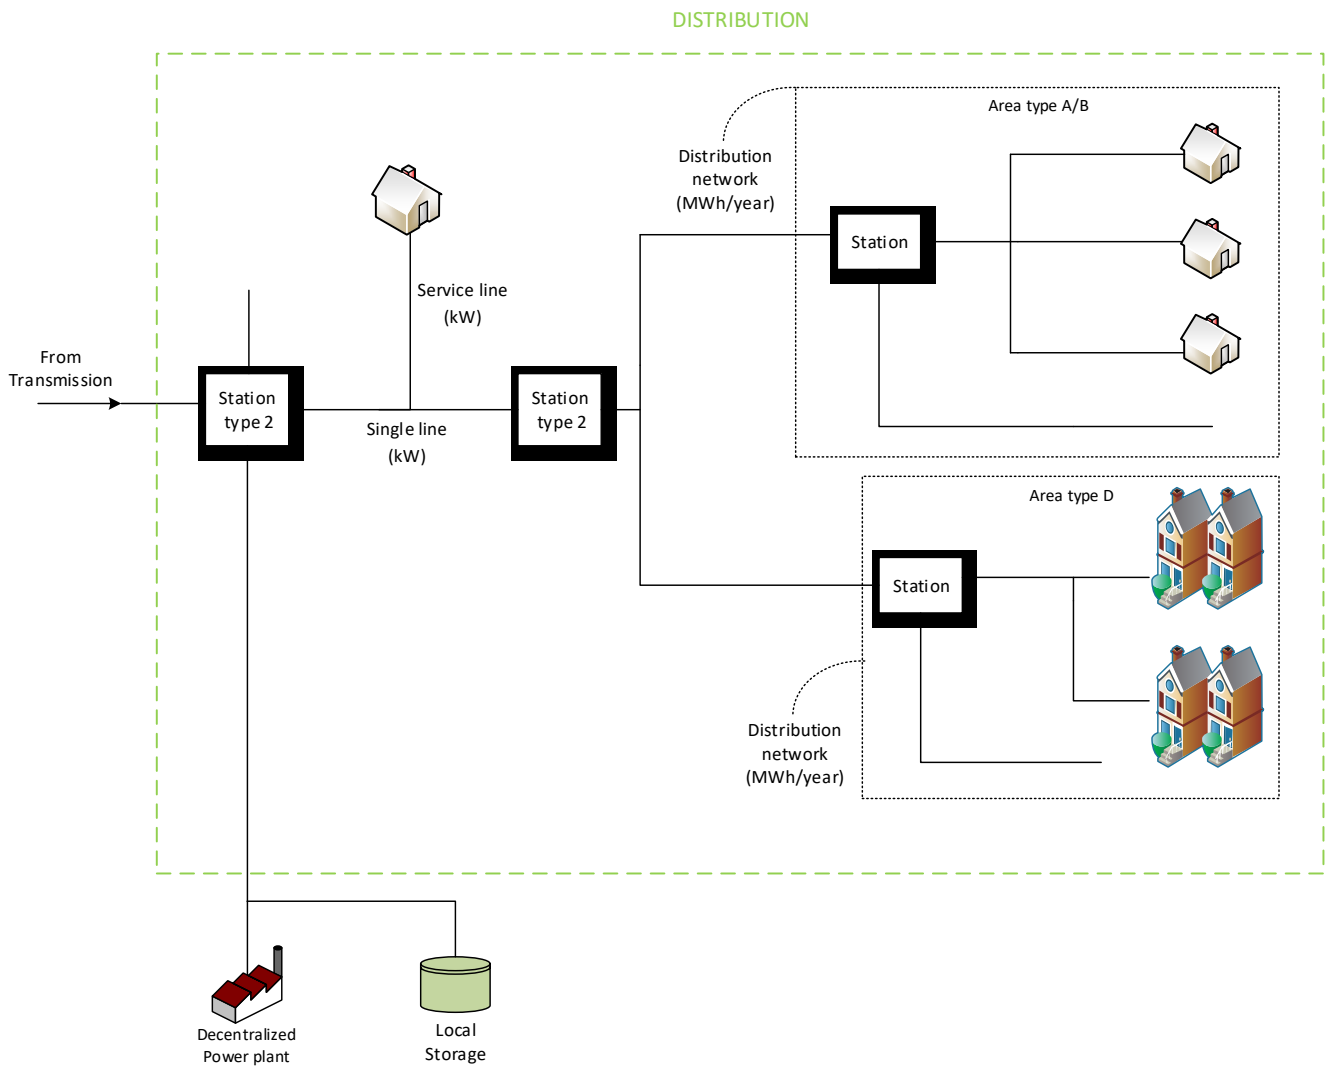 DISTRIBUTION
Area type A/B
Distribution
network
(MWh/year)
Station
Service line
(kW)
From
Transmission
Station
type 2
Single line
(kW)
Station
type 2
Area type D
Station
Distribution
network
(MWh/year)
Decentralized
Power plant
Local
Storage